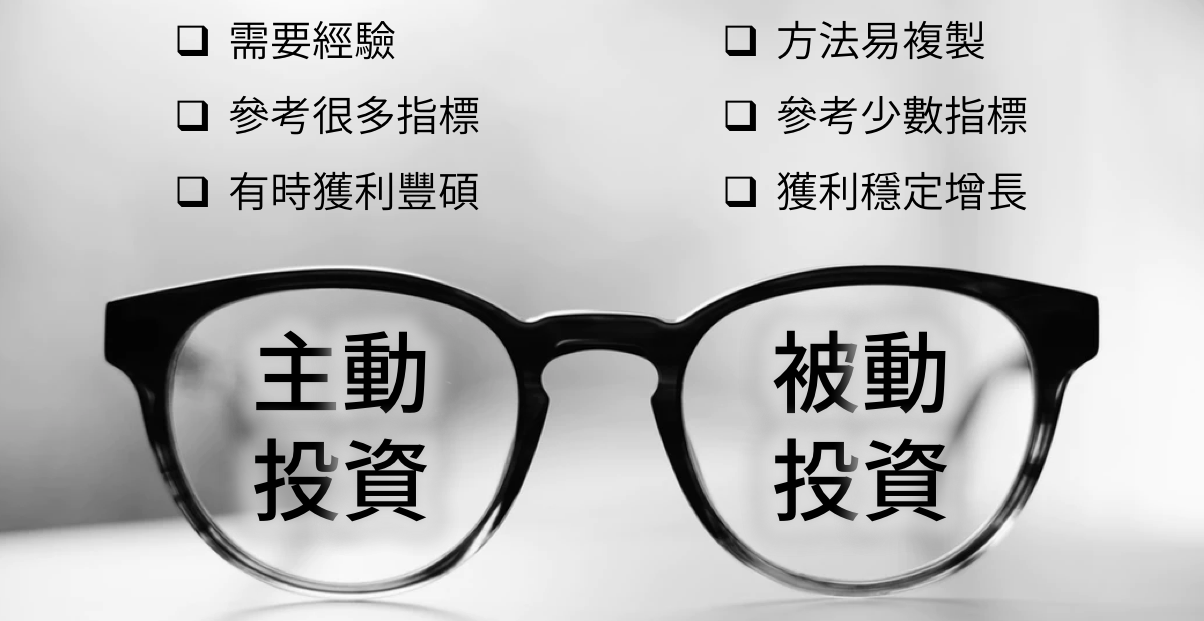 ❑ 需要經驗
❑ 參考很多指標
❑ 有時獲利豐碩
主動
投資
❑ 方法易複製
❑ 參考少數指標
❑ 獲利穩定增長
被動
投資